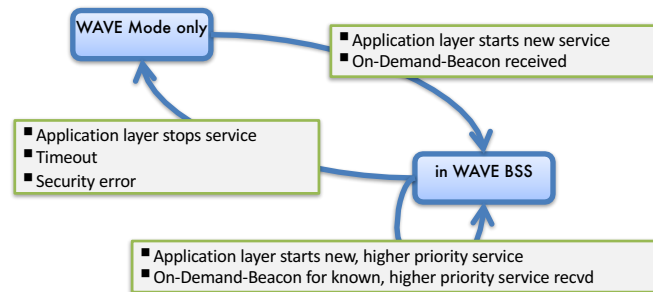 WAVE Mode only
▪ Application layer starts new service
▪ On-Demand-Beacon received
▪ Application layer stops service
▪ Timeout
▪ Security error
in WAVE BSS
▪ Application layer starts new, higher priority service
▪ On-Demand-Beacon for known, higher priority service recvd